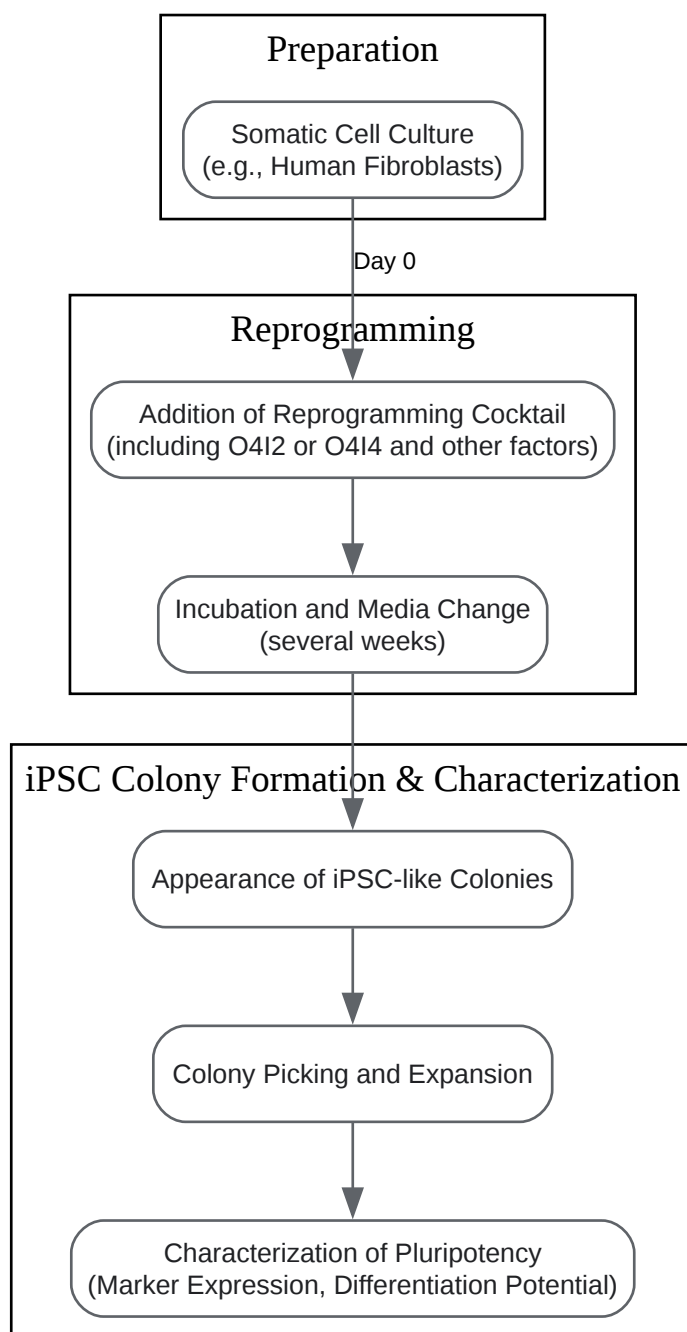 Preparation
Somatic Cell Culture
(e.g., Human Fibroblasts)
Day 0
Reprogramming
Addition of Reprogramming Cocktail
(including O4I2 or O4I4 and other factors)
Incubation and Media Change
(several weeks)
iPSC Colony Formation & Characterization
Appearance of iPSC-like Colonies
Colony Picking and Expansion
Characterization of Pluripotency
(Marker Expression, Differentiation Potential)